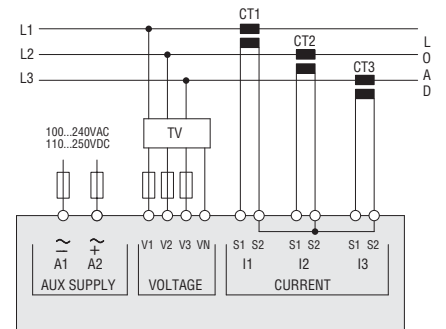 CT1
L1
CT2
L2
CT3
L3
L
O
A
D
100...240VAC
110...250VDC
TV
V1 V2 V3 VN
S1 S2 S1 S2 S1 S2
~ ~
– +
A1 A2
I1 I2 I3
AUX SUPPLY VOLTAGE CURRENT